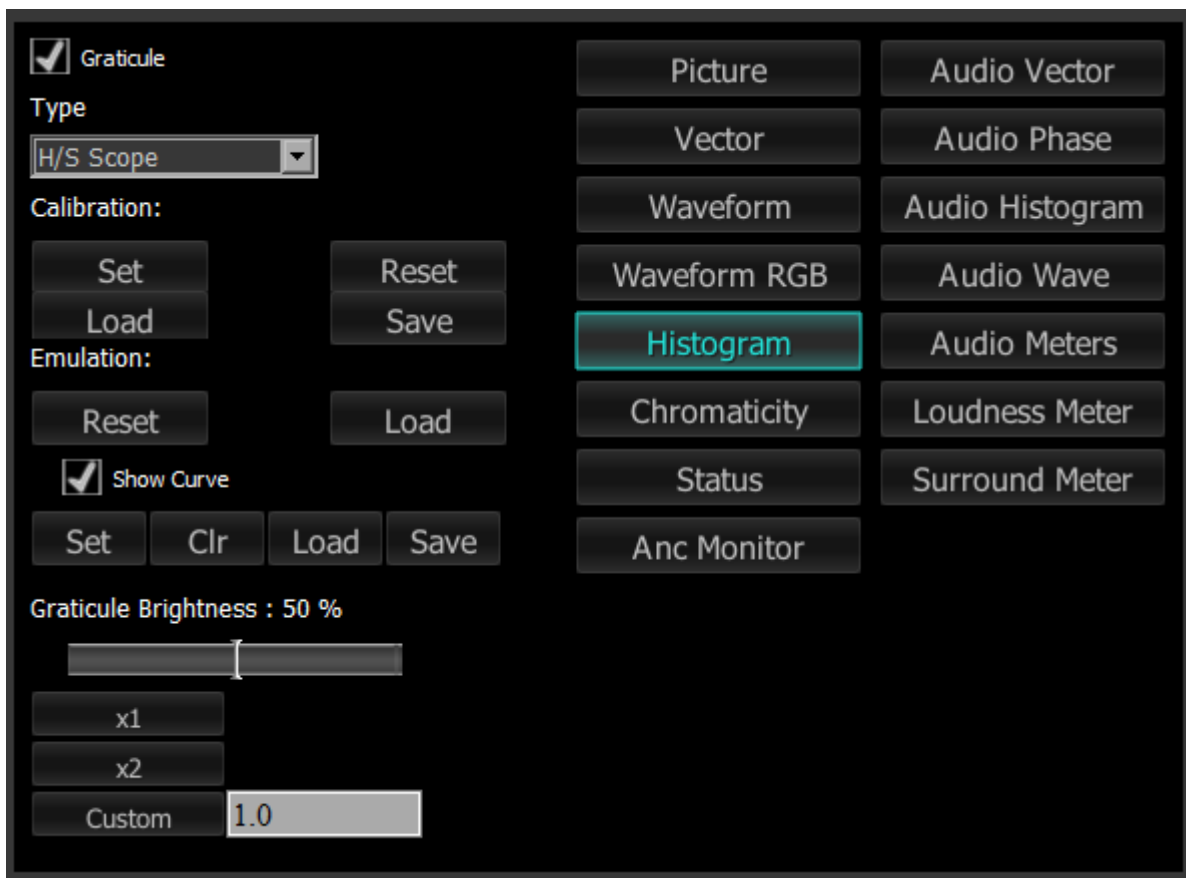 Graticule
Type
H/S Scope
Calibration:
Set Reset
Load Save
Emulation:
Reset Load
Show Curve
Set Clr Load Save
Graticule Brightness : 50 %
x1
x2
Custom 1.0
Picture Audio Vector
Vector Audio Phase
Waveform Audio Histogram
Waveform RGB Audio Wave
Histogram Audio Meters
Chromaticity Loudness Meter
Status Surround Meter
Anc Monitor